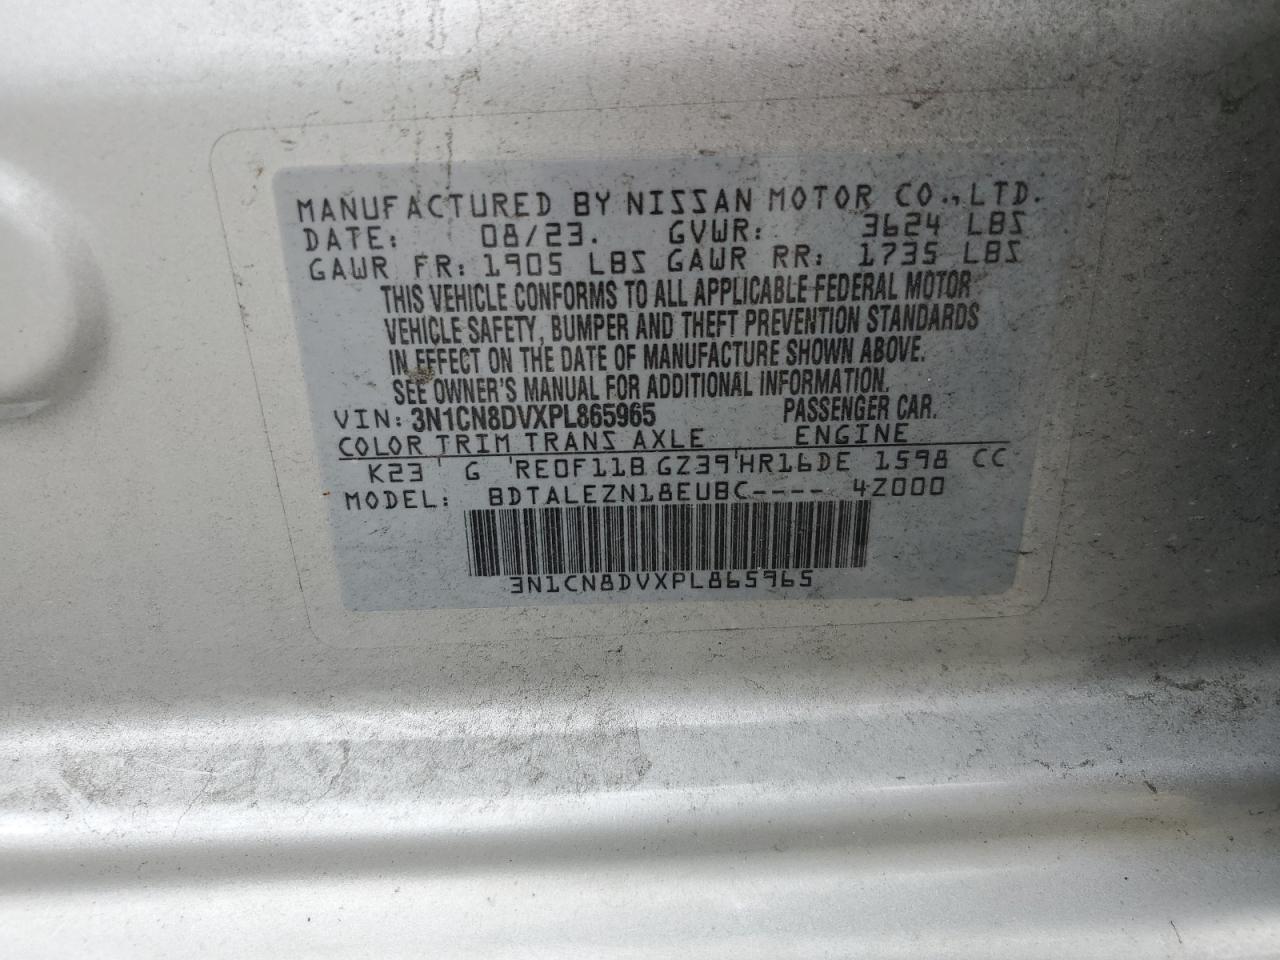 MANUFACTURED BY NISSAN MOTOR CO., LTD.
DATE: 08/23. GVWR: 3624 LBS
GAWR FR: 1905 LBS GAWR RR: 1735 LBS
THIS VEHICLE CONFORMS TO ALL APPLICABLE FEDERAL MOTOR
VEHICLE SAFETY, BUMPER AND THEFT PREVENTION STANDARDS
IN EFFECT ON THE DATE OF MANUFACTURE SHOWN ABOVE.
SEE OWNER'S MANUAL FOR ADDITIONAL INFORMATION.
VIN: 3N1CN8DVXPL865965 PASSENGER CAR.
COLOR TRIM TRANS AXLE ENGINE
K23 G RE0F11B GZ39 HR16DE 1598 CC
MODEL: BDTALEZN18EUBC---- 4Z000
3N1CN8DVXPL865965